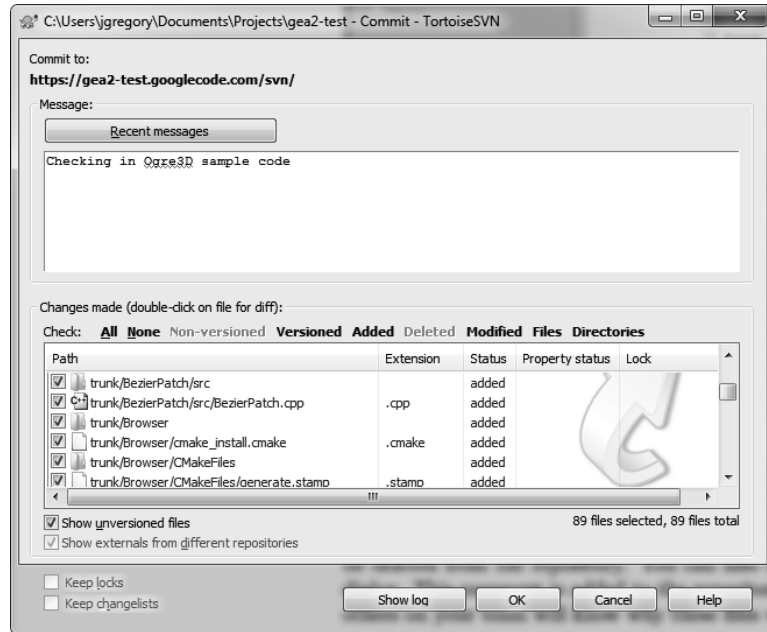 C:\Users\jgregory\Documents\Projects\gea2-test - Commit - TortoiseSVN
Commit to:
https://gea2-test.googlecode.com/svn/
Message:
Recent messages
Checking in Ogre3D sample code
Changes made (double-click on file for diff):
Check: All None Non-versioned Versioned Added Deleted Modified Files Directories
Path Extension Status Property status Lock
trunk/BezierPatch/src added
C++ trunk/BezierPatch/src/BezierPatch.cpp .cpp added
trunk/Browser added
trunk/Browser/cmake_install.cmake .cmake added
trunk/Browser/CMakeFiles added
trunk/Browser/CMakeFiles/generate.stamp .stamp added
Show unversioned files 89 files selected, 89 files total
Show externals from different repositories
Keep locks
Keep changelists
Show log OK Cancel Help